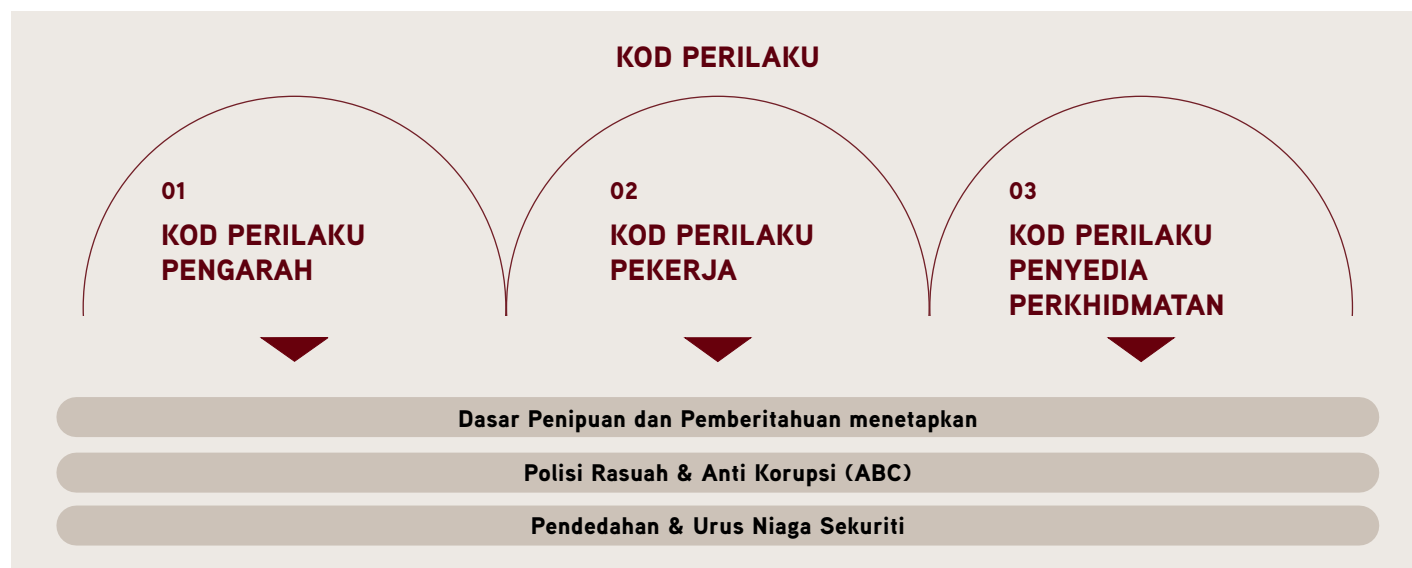 KOD PERILAKU
01
KOD PERILAKU
PENGARAH
02
KOD PERILAKU
PEKERJA
03
KOD PERILAKU
PENYEDIA
PERKHIDMATAN
Dasar Penipuan dan Pemberitahuan menetapkan
Polisi Rasuah & Anti Korupsi (ABC)
Pendedahan & Urus Niaga Sekuriti